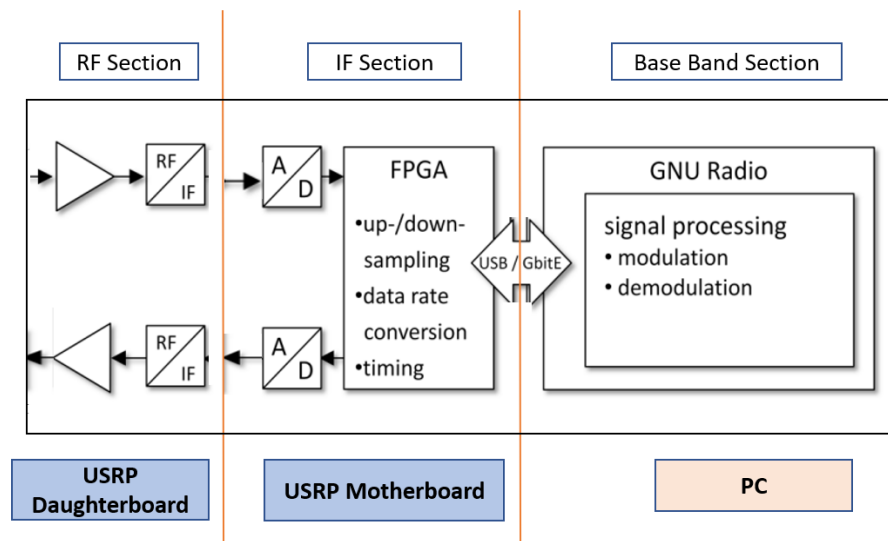 RF Section
IF Section
Base Band Section
RF
IF
A
D
FPGA
•up-/down-
sampling
•data rate
conversion
•timing
USB / GbitE
GNU Radio
signal processing
• modulation
• demodulation
RF
IF
A
D
USRP
Daughterboard
USRP Motherboard
PC